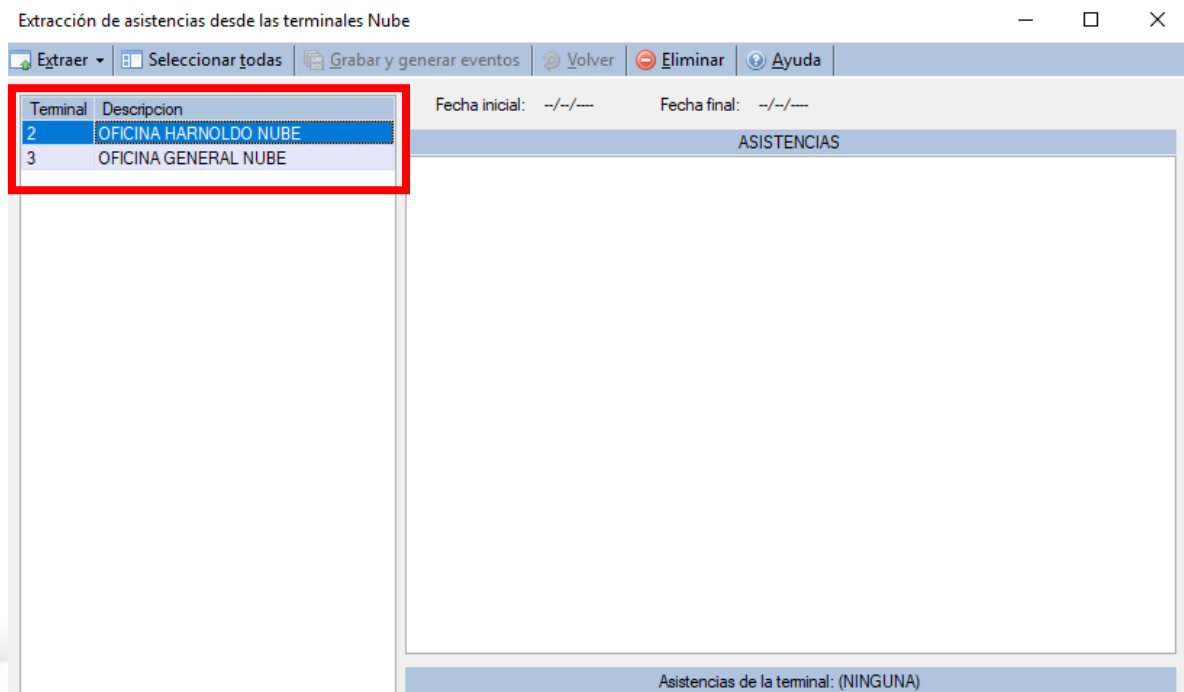 Extracción de asistencias desde las terminales Nube
Extraer Seleccionar todas Grabar y generar eventos Volver Eliminar Ayuda
Terminal Descripcion
2 OFICINA HARNOLDO NUBE
3 OFICINA GENERAL NUBE
Fecha inicial: --/--/---- Fecha final: --/--/----
ASISTENCIAS
Asistencias de la terminal: (NINGUNA)